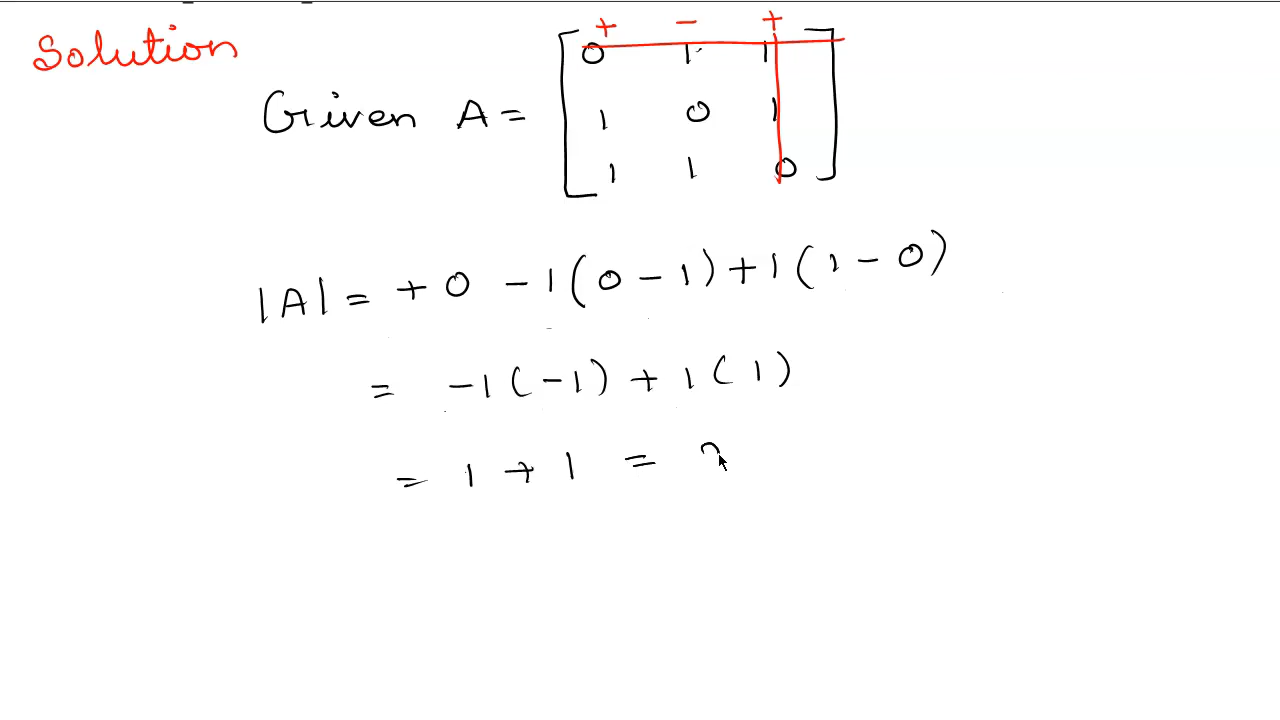 Solution
+ - +
0 1 1
Given A =
1 0 1
1 1 0
|A| = + 0 - 1 ( 0 - 1 ) + 1 ( 1 - 0 )
= -1 ( -1 ) + 1 ( 1 )
= 1 + 1 =